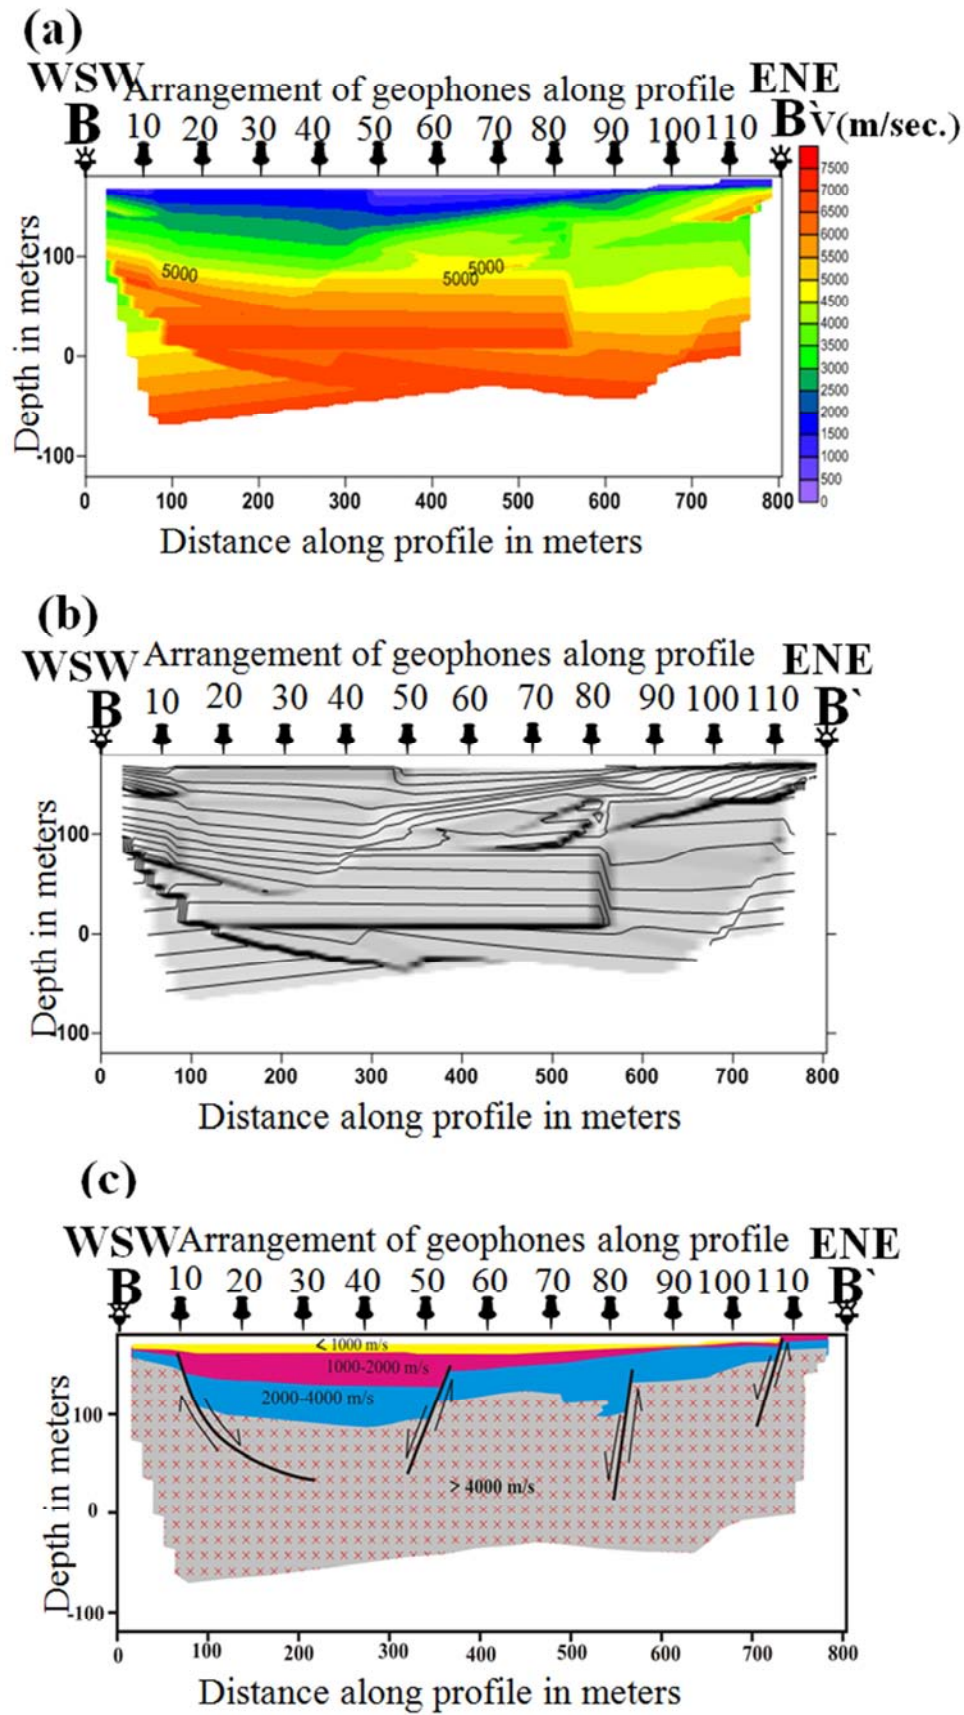 (a)
WSW Arrangement of geophones along profile ENE
B 10 20 30 40 50 60 70 80 90 100 110 B` V(m/sec.)
7500
7000
6500
6000
5500
5000
4500
4000
3500
3000
2500
2000
1500
1000
500
0
Depth in meters
100
0
-100
5000
5000
5000
0 100 200 300 400 500 600 700 800
Distance along profile in meters
(b)
WSW Arrangement of geophones along profile ENE
B 10 20 30 40 50 60 70 80 90 100 110 B`
Depth in meters
100
0
-100
0 100 200 300 400 500 600 700 800
Distance along profile in meters
(c)
WSW Arrangement of geophones along profile ENE
B 10 20 30 40 50 60 70 80 90 100 110 B`
Depth in meters
100
0
-100
< 1000 m/s
1000-2000 m/s
2000-4000 m/s
> 4000 m/s
0 100 200 300 400 500 600 700 800
Distance along profile in meters